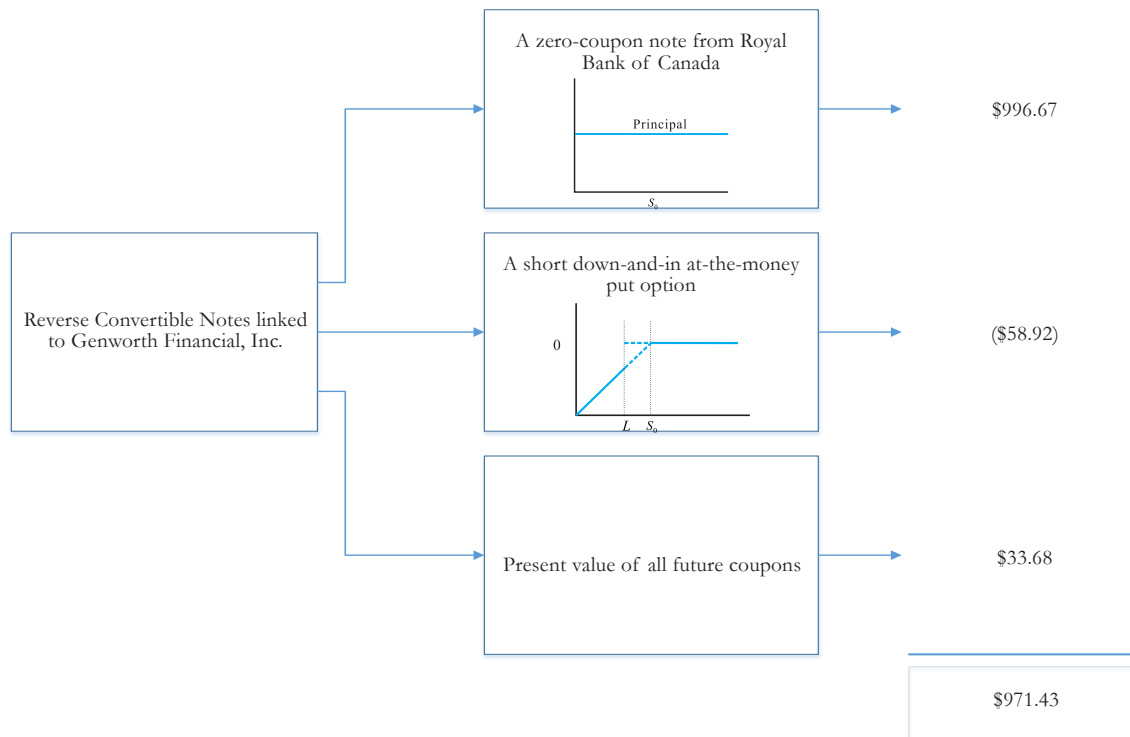 A zero-coupon note from Royal
Bank of Canada
Principal
S₀
$996.67
Reverse Convertible Notes linked
to Genworth Financial, Inc.
A short down-and-in at-the-money
put option
0
L S₀
($58.92)
Present value of all future coupons
$33.68
$971.43